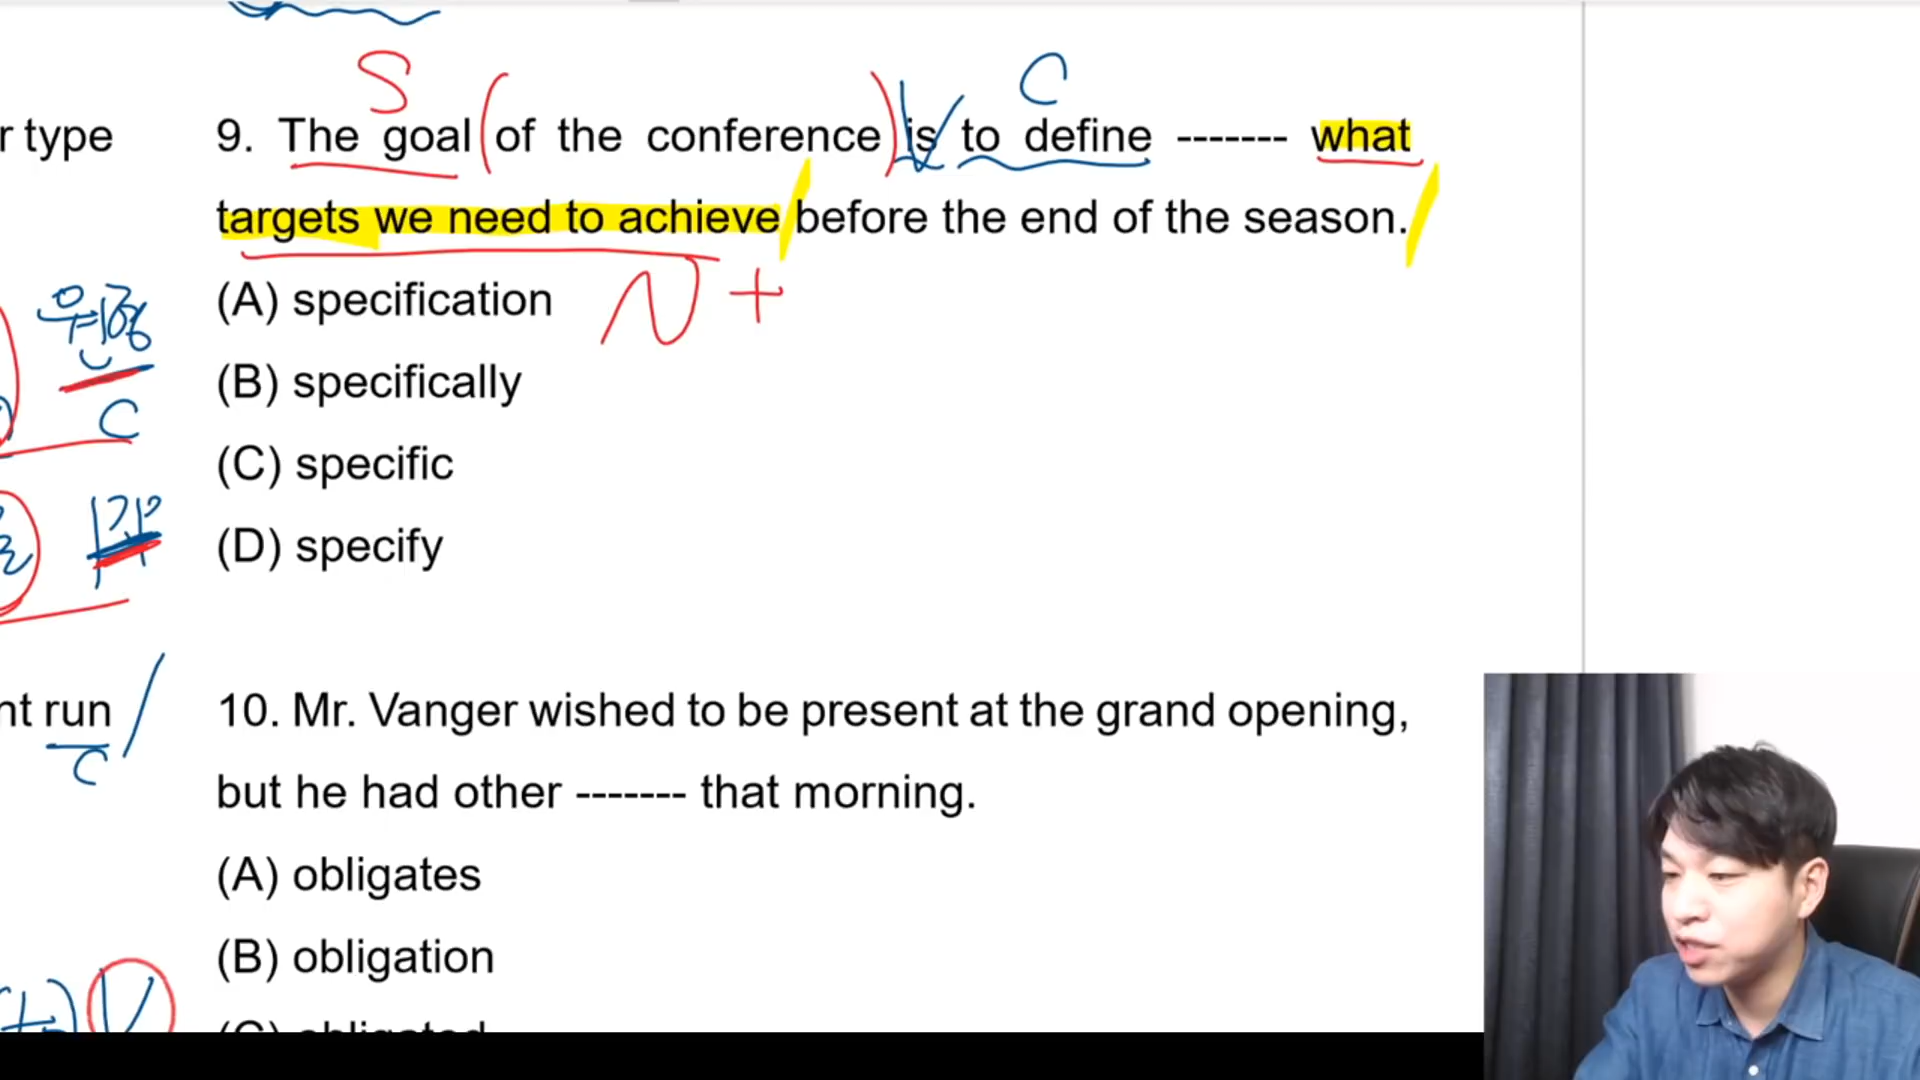 S
C
r type
9. The goal of the conference is to define ------- what
targets we need to achieve before the end of the season.
N +
(A) specification
(B) specifically
C
(C) specific
(D) specify
nt run
C
10. Mr. Vanger wished to be present at the grand opening,
but he had other ------- that morning.
(A) obligates
(B) obligation
V
(C) obligated